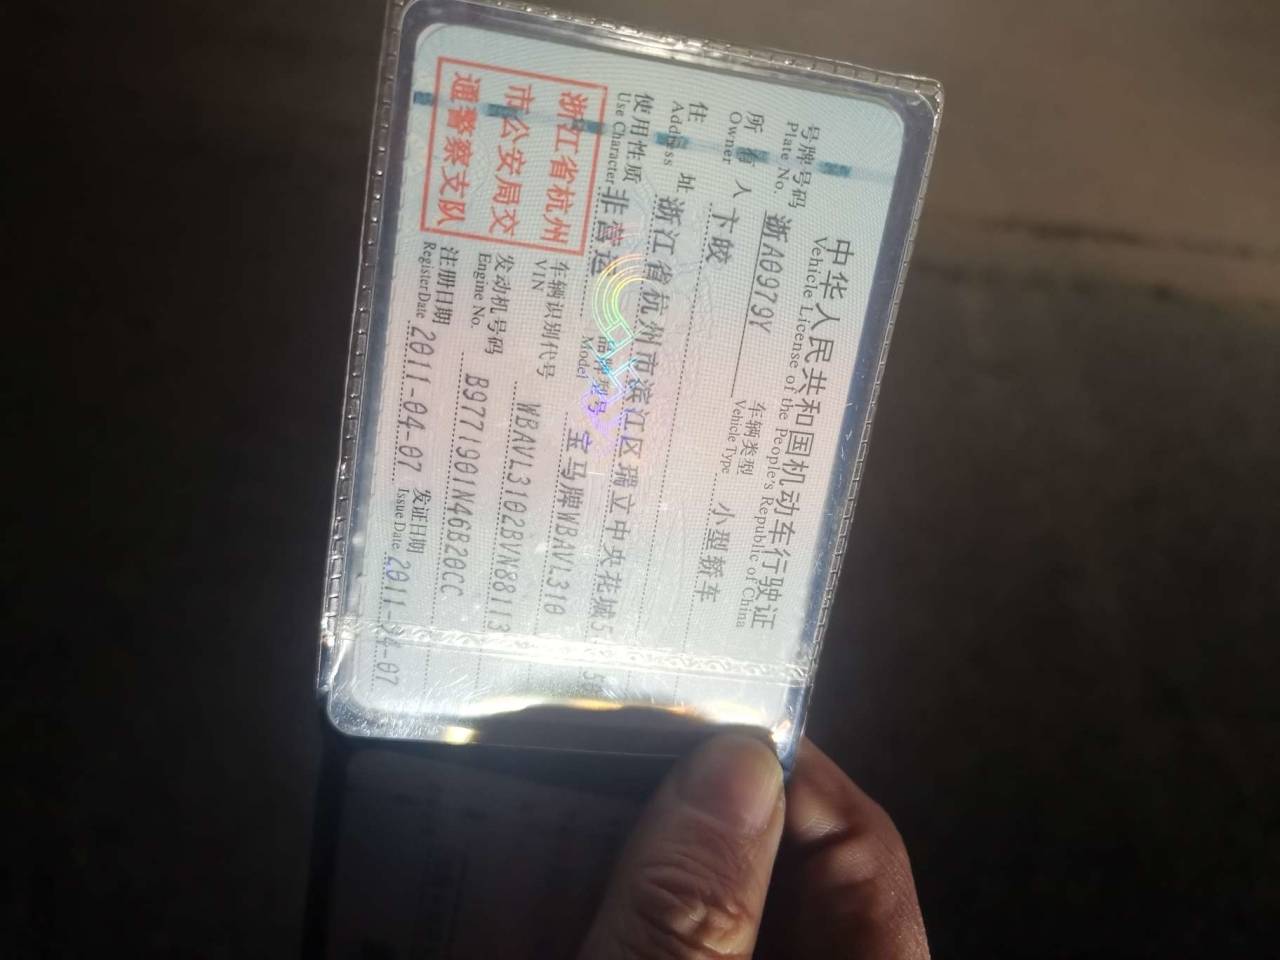 中华人民共和国机动车行驶证
Vehicle License of the People's Republic of China
号牌号码 浙A0979Y 车辆类型 小型轿车
Plate No. Vehicle Type
所有人 卞皎
Owner
住址 浙江省杭州市滨江区瑞立中央花城5
Address
使用性质 非营运 品牌型号 宝马牌WBAVL310
Use Character Model
浙江省杭州
市公安局交
通警察支队
车辆识别代号 WBAVL3102BVN88113
VIN
发动机号码 B9771901N46B20CC
Engine No.
注册日期 2011-04-07 发证日期 2011-04-07
Register Date Issue Date